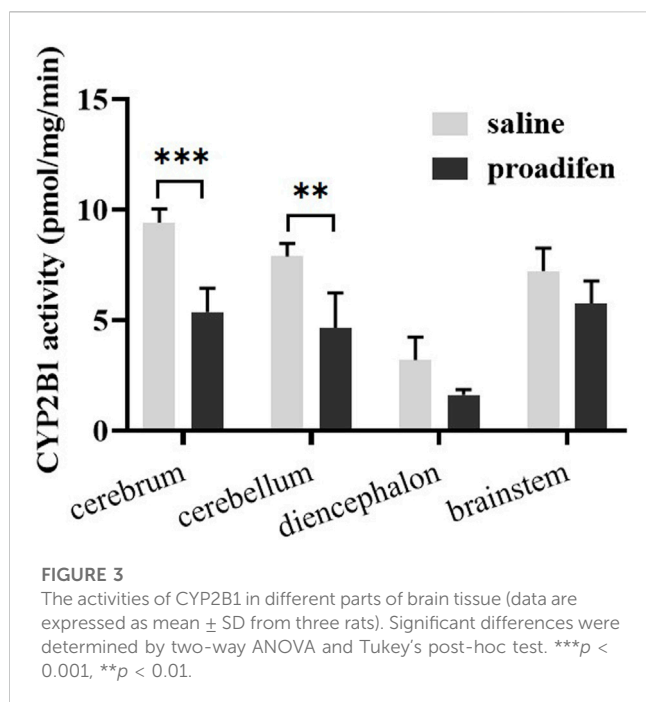 CYP2B1 activity (pmol/mg/min)
15
10
5
0
saline
proadifen
***
**
cerebrum
cerebellum
diencephalon
brainstem
FIGURE 3
The activities of CYP2B1 in different parts of brain tissue (data are
expressed as mean ± SD from three rats). Significant differences were
determined by two-way ANOVA and Tukey's post-hoc test. ***p <
0.001, **p < 0.01.